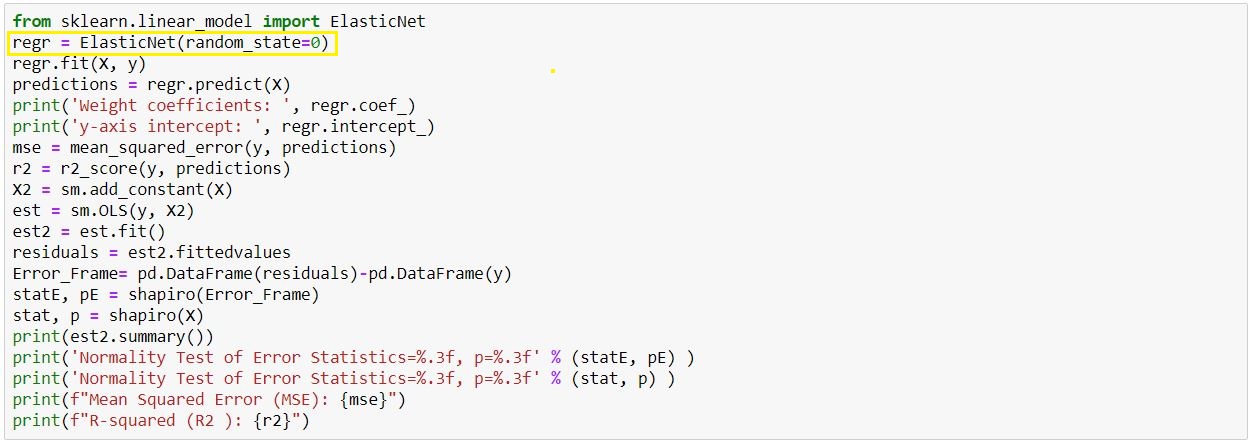 from sklearn.linear_model import ElasticNet
regr = ElasticNet(random_state=0)
regr.fit(X, y)
predictions = regr.predict(X)
print('Weight coefficients: ', regr.coef_)
print('y-axis intercept: ', regr.intercept_)
mse = mean_squared_error(y, predictions)
r2 = r2_score(y, predictions)
X2 = sm.add_constant(X)
est = sm.OLS(y, X2)
est2 = est.fit()
residuals = est2.fittedvalues
Error_Frame= pd.DataFrame(residuals)-pd.DataFrame(y)
statE, pE = shapiro(Error_Frame)
stat, p = shapiro(X)
print(est2.summary())
print('Normality Test of Error Statistics=%.3f, p=%.3f' % (statE, pE) )
print('Normality Test of Error Statistics=%.3f, p=%.3f' % (stat, p) )
print(f"Mean Squared Error (MSE): {mse}")
print(f"R-squared (R2 ): {r2}")